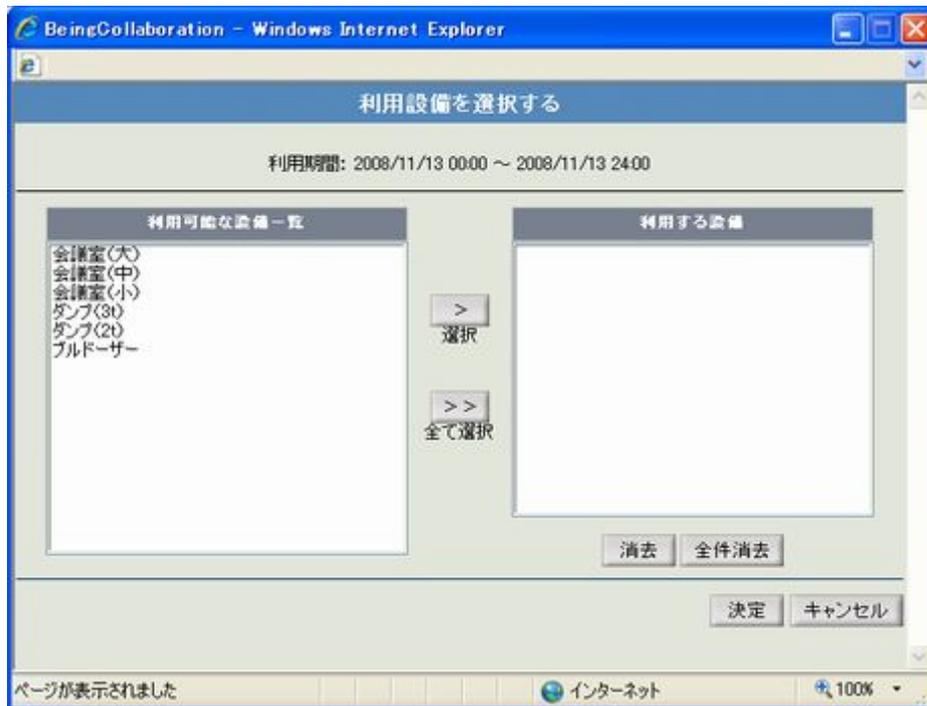 BeingCollaboration - Windows Internet Explorer
利用設備を選択する
利用期間: 2008/11/13 00:00 ～ 2008/11/13 24:00
利用可能な設備一覧
会議室(大)
会議室(中)
会議室(小)
ダンプ(3t)
ダンプ(2t)
ブルドーザー
>
選択
>>
全て選択
利用する設備
消去 全件消去
決定 キャンセル
ページが表示されました インターネット 100%